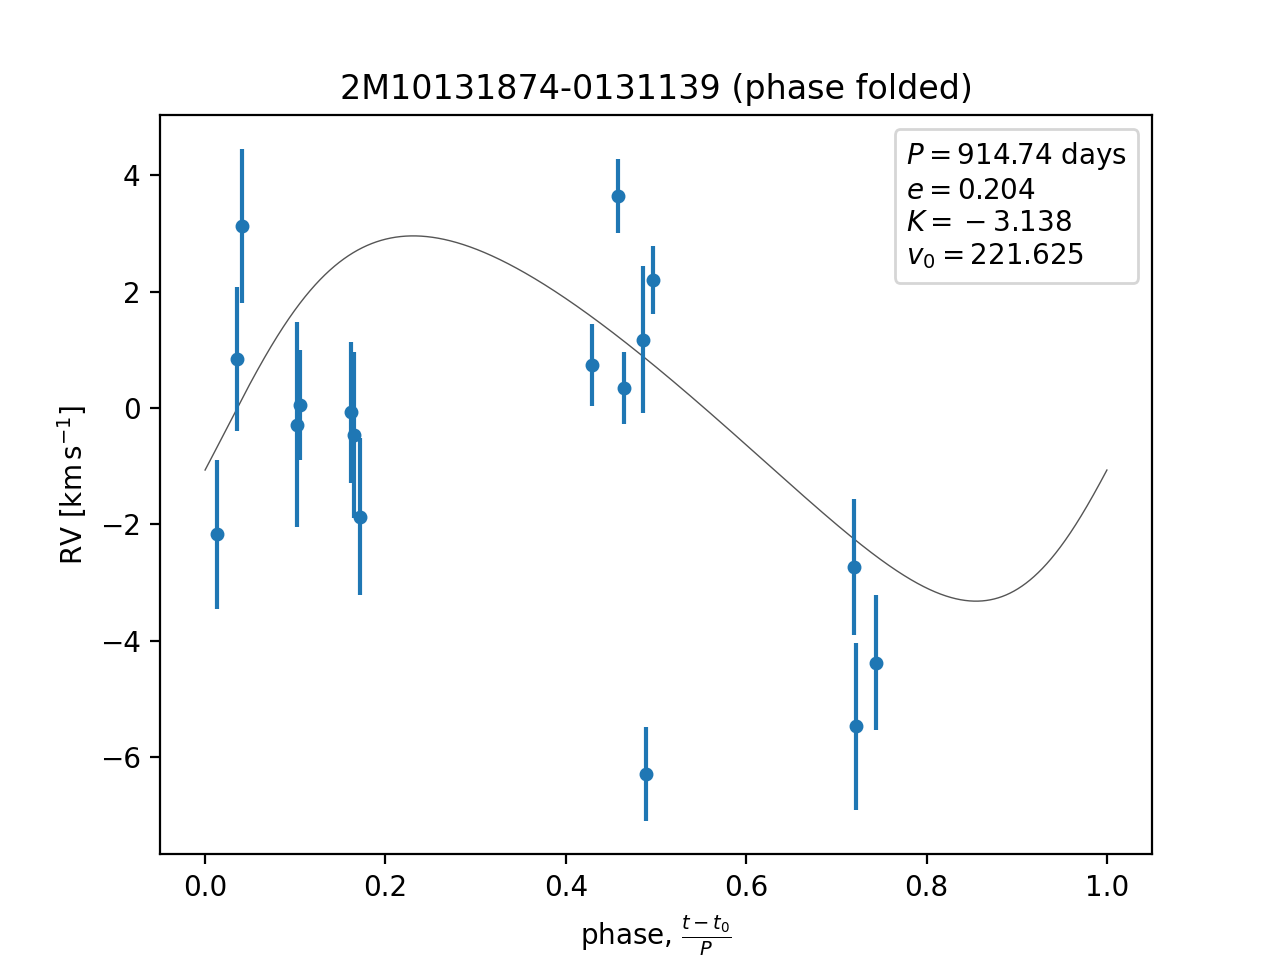 2M10131874-0131139 (phase folded)
P = 914.74 days
e = 0.204
K = −3.138
v₀ = 221.625
4
2
0
−2
−4
−6
RV [km s⁻¹]
0.0 0.2 0.4 0.6 0.8 1.0
phase, (t − t₀)/P